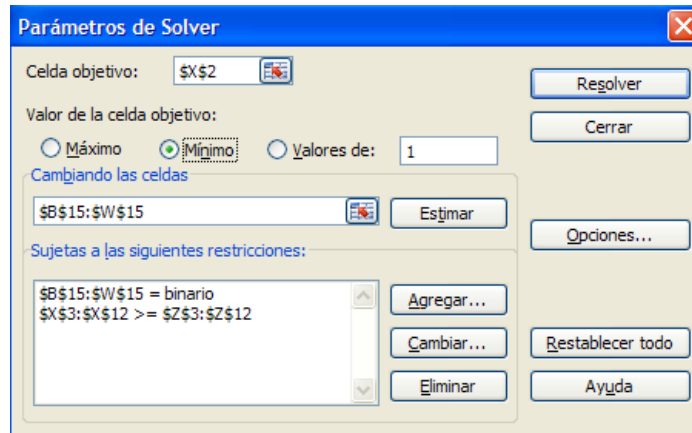 Parámetros de Solver
Celda objetivo: $X$2 Resolver
Valor de la celda objetivo: Cerrar
Máximo Mínimo Valores de: 1
Cambiando las celdas
$B$15:$W$15 Estimar Opciones...
Sujetas a las siguientes restricciones:
$B$15:$W$15 = binario Agregar...
$X$3:$X$12 >= $Z$3:$Z$12
Cambiar... Restablecer todo
Eliminar Ayuda